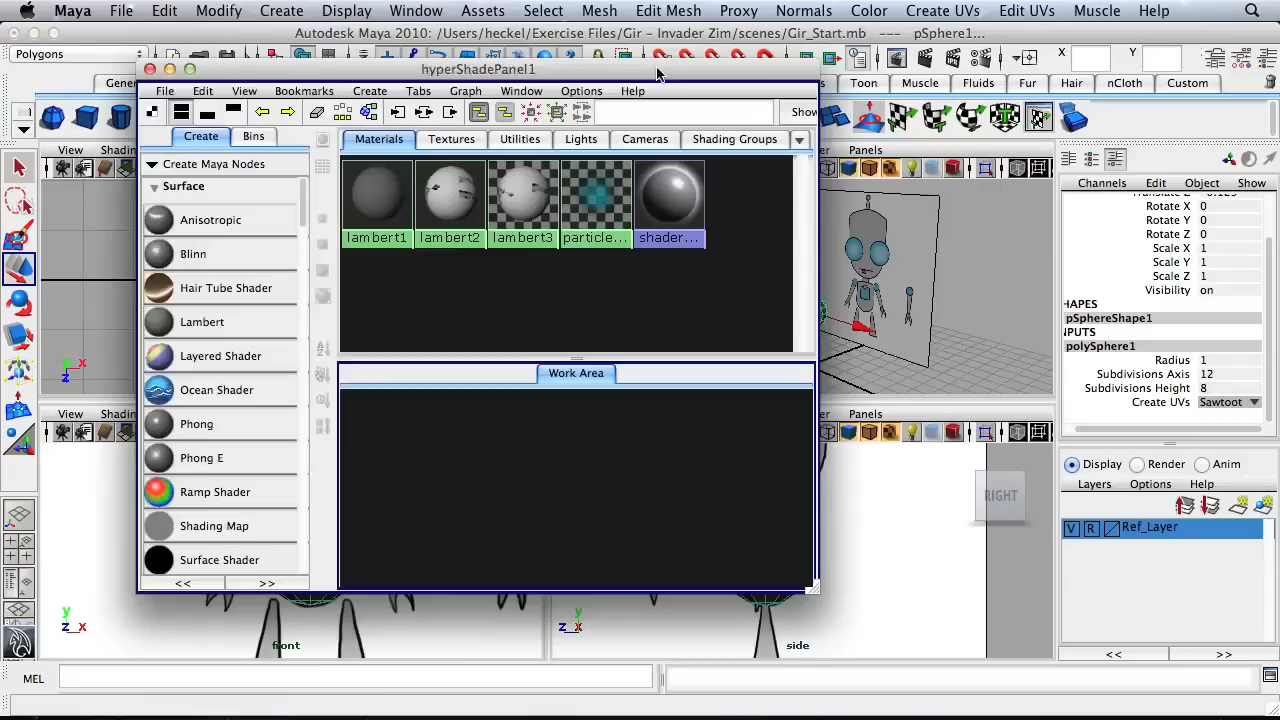 Maya File Edit Modify Create Display Window Assets Select Mesh Edit Mesh Proxy Normals Color Create UVs Edit UVs Muscle Help
Autodesk Maya 2010: /Users/heckel/Exercise Files/Gir - Invader Zim/scenes/Gir_Start.mb --- pSphere1...
Polygons
X Y Z
hyperShadePanel1
Gener
Toon Muscle Fluids Fur Hair nCloth Custom
File Edit View Bookmarks Create Tabs Graph Window Options Help
Show
Create Bins
Materials Textures Utilities Lights Cameras Shading Groups
View Shadin
Panels
Create Maya Nodes
Surface
Anisotropic
Blinn
Hair Tube Shader
Lambert
Layered Shader
Ocean Shader
Phong
Phong E
Ramp Shader
Shading Map
Surface Shader
<< >>
lambert1 lambert2 lambert3 particle... shader...
Work Area
Channels Edit Object Show
Translate Z -0.125
Rotate X 0
Rotate Y 0
Rotate Z 0
Scale X 1
Scale Y 1
Scale Z 1
Visibility on
HAPES
pSphereShape1
NPUTS
polySphere1
Radius 1
Subdivisions Axis 12
Subdivisions Height 8
Create UVs Sawtoot
y x z
View Shadin
Panels
Display Render Anim
Layers Options Help
V R Ref_Layer
RIGHT
y z x
front
y z x
side
<< >>
MEL